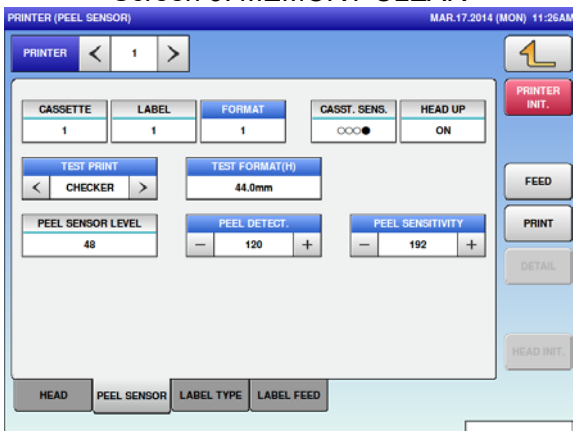 PRINTER (PEEL SENSOR) MAR.17.2014 (MON) 11:26AM
PRINTER < 1 >
PRINTER INIT.
CASSETTE LABEL FORMAT CASST. SENS. HEAD UP
1 1 1 ON
TEST PRINT TEST FORMAT(H)
< CHECKER > 44.0mm
FEED
PEEL SENSOR LEVEL PEEL DETECT. PEEL SENSITIVITY
48 − 120 + − 192 +
PRINT
DETAIL
HEAD INIT.
HEAD PEEL SENSOR LABEL TYPE LABEL FEED